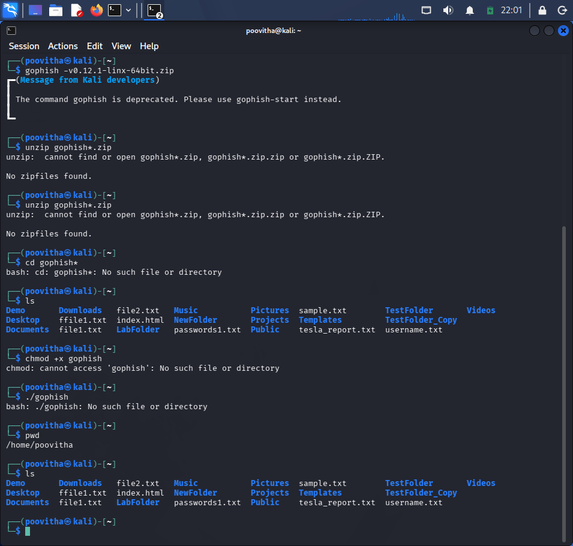 2
22:01
poovitha@kali: ~
Session Actions Edit View Help
┌──(poovitha㉿kali)-[~]
└─$ gophish -v0.12.1-linx-64bit.zip
(Message from Kali developers)
The command gophish is deprecated. Please use gophish-start instead.
┌──(poovitha㉿kali)-[~]
└─$ unzip gophish*.zip
unzip:  cannot find or open gophish*.zip, gophish*.zip.zip or gophish*.zip.ZIP.
No zipfiles found.
┌──(poovitha㉿kali)-[~]
└─$ unzip gophish*.zip
unzip:  cannot find or open gophish*.zip, gophish*.zip.zip or gophish*.zip.ZIP.
No zipfiles found.
┌──(poovitha㉿kali)-[~]
└─$ cd gophish*
bash: cd: gophish*: No such file or directory
┌──(poovitha㉿kali)-[~]
└─$ ls
Demo Downloads file2.txt Music Pictures sample.txt TestFolder Videos
Desktop ffile1.txt index.html NewFolder Projects Templates TestFolder_Copy
Documents file1.txt LabFolder passwords1.txt Public tesla_report.txt username.txt
┌──(poovitha㉿kali)-[~]
└─$ chmod +x gophish
chmod: cannot access 'gophish': No such file or directory
┌──(poovitha㉿kali)-[~]
└─$ ./gophish
bash: ./gophish: No such file or directory
┌──(poovitha㉿kali)-[~]
└─$ pwd
/home/poovitha
┌──(poovitha㉿kali)-[~]
└─$ ls
Demo Downloads file2.txt Music Pictures sample.txt TestFolder Videos
Desktop ffile1.txt index.html NewFolder Projects Templates TestFolder_Copy
Documents file1.txt LabFolder passwords1.txt Public tesla_report.txt username.txt
┌──(poovitha㉿kali)-[~]
└─$